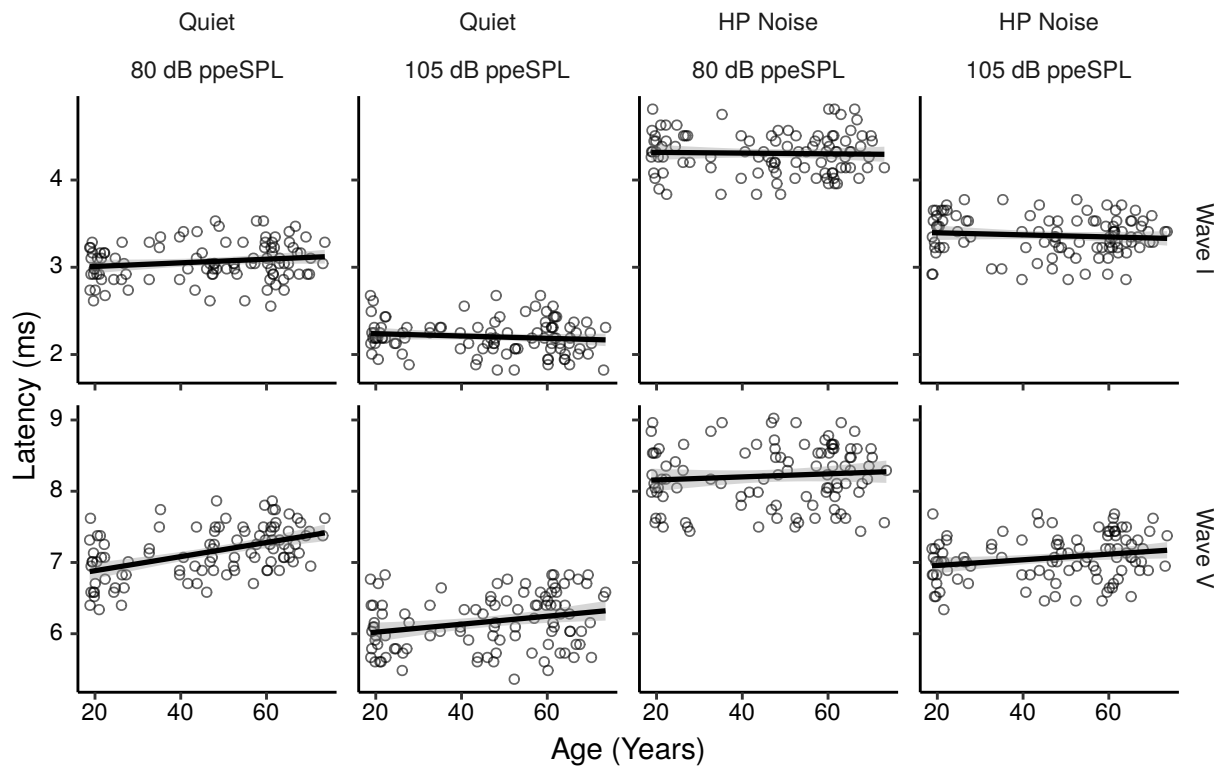 Quiet Quiet HP Noise HP Noise
80 dB ppeSPL 105 dB ppeSPL 80 dB ppeSPL 105 dB ppeSPL
4
3
2
Wave I
Latency (ms)
9
8
7
6
Wave V
20 40 60 20 40 60 20 40 60 20 40 60
Age (Years)